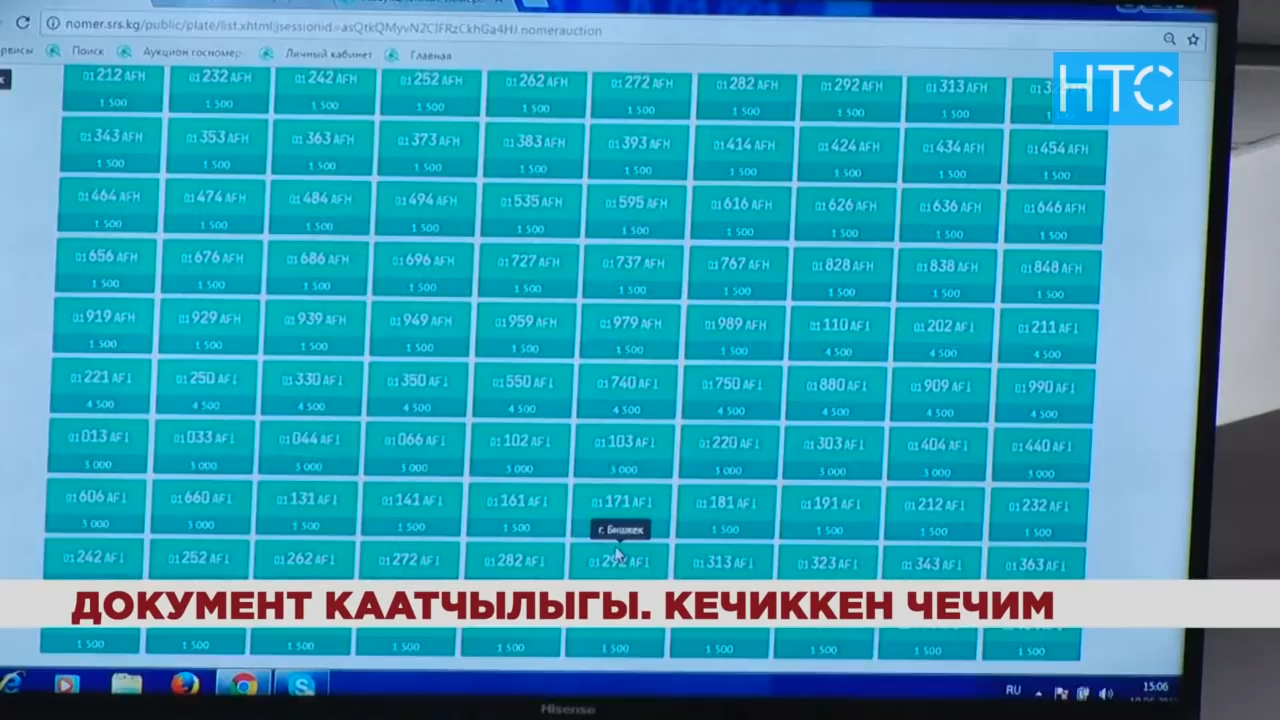 nomer.srs.kg/public/plate/list.xhtml;jsessionid=asQtkQMyvN2CIFRzCkhGa4HJ.nomerauction
рвисы Поиск Аукцион госномер Личный кабинет Главная
НТС
01 212 AFH 01 232 AFH 01 242 AFH 01 252 AFH 01 262 AFH 01 272 AFH 01 282 AFH 01 292 AFH 01 313 AFH
1 500 1 500 1 500 1 500 1 500 1 500 1 500 1 500 1 500
01 343 AFH 01 353 AFH 01 363 AFH 01 373 AFH 01 383 AFH 01 393 AFH 01 414 AFH 01 424 AFH 01 434 AFH 01 454 AFH
1 500 1 500 1 500 1 500 1 500 1 500 1 500 1 500 1 500 1 500
01 464 AFH 01 474 AFH 01 484 AFH 01 494 AFH 01 535 AFH 01 595 AFH 01 616 AFH 01 626 AFH 01 636 AFH 01 646 AFH
1 500 1 500 1 500 1 500 1 500 1 500 1 500 1 500 1 500 1 500
01 656 AFH 01 676 AFH 01 686 AFH 01 696 AFH 01 727 AFH 01 737 AFH 01 767 AFH 01 828 AFH 01 838 AFH 01 848 AFH
1 500 1 500 1 500 1 500 1 500 1 500 1 500 1 500 1 500 1 500
01 919 AFH 01 929 AFH 01 939 AFH 01 949 AFH 01 959 AFH 01 979 AFH 01 989 AFH 01 110 AFI 01 202 AFI 01 211 AFI
1 500 1 500 1 500 1 500 1 500 1 500 1 500 4 500 4 500 4 500
01 221 AFI 01 250 AFI 01 330 AFI 01 350 AFI 01 550 AFI 01 740 AFI 01 750 AFI 01 880 AFI 01 909 AFI 01 990 AFI
4 500 4 500 4 500 4 500 4 500 4 500 4 500 4 500 4 500 4 500
01 013 AFI 01 033 AFI 01 044 AFI 01 066 AFI 01 102 AFI 01 103 AFI 01 220 AFI 01 303 AFI 01 404 AFI 01 440 AFI
3 000 3 000 3 000 3 000 3 000 3 000 3 000 3 000 3 000 3 000
01 606 AFI 01 660 AFI 01 131 AFI 01 141 AFI 01 161 AFI 01 171 AFI 01 181 AFI 01 191 AFI 01 212 AFI 01 232 AFI
3 000 3 000 1 500 1 500 1 500 г. Бишкек 1 500 1 500 1 500 1 500
01 242 AFI 01 252 AFI 01 262 AFI 01 272 AFI 01 282 AFI 01 292 AFI 01 313 AFI 01 323 AFI 01 343 AFI 01 363 AFI
ДОКУМЕНТ КААТЧЫЛЫГЫ. КЕЧИККЕН ЧЕЧИМ
1 500 1 500 1 500 1 500 1 500 1 500 1 500 1 500 1 500 1 500
RU 15:06
Hisense